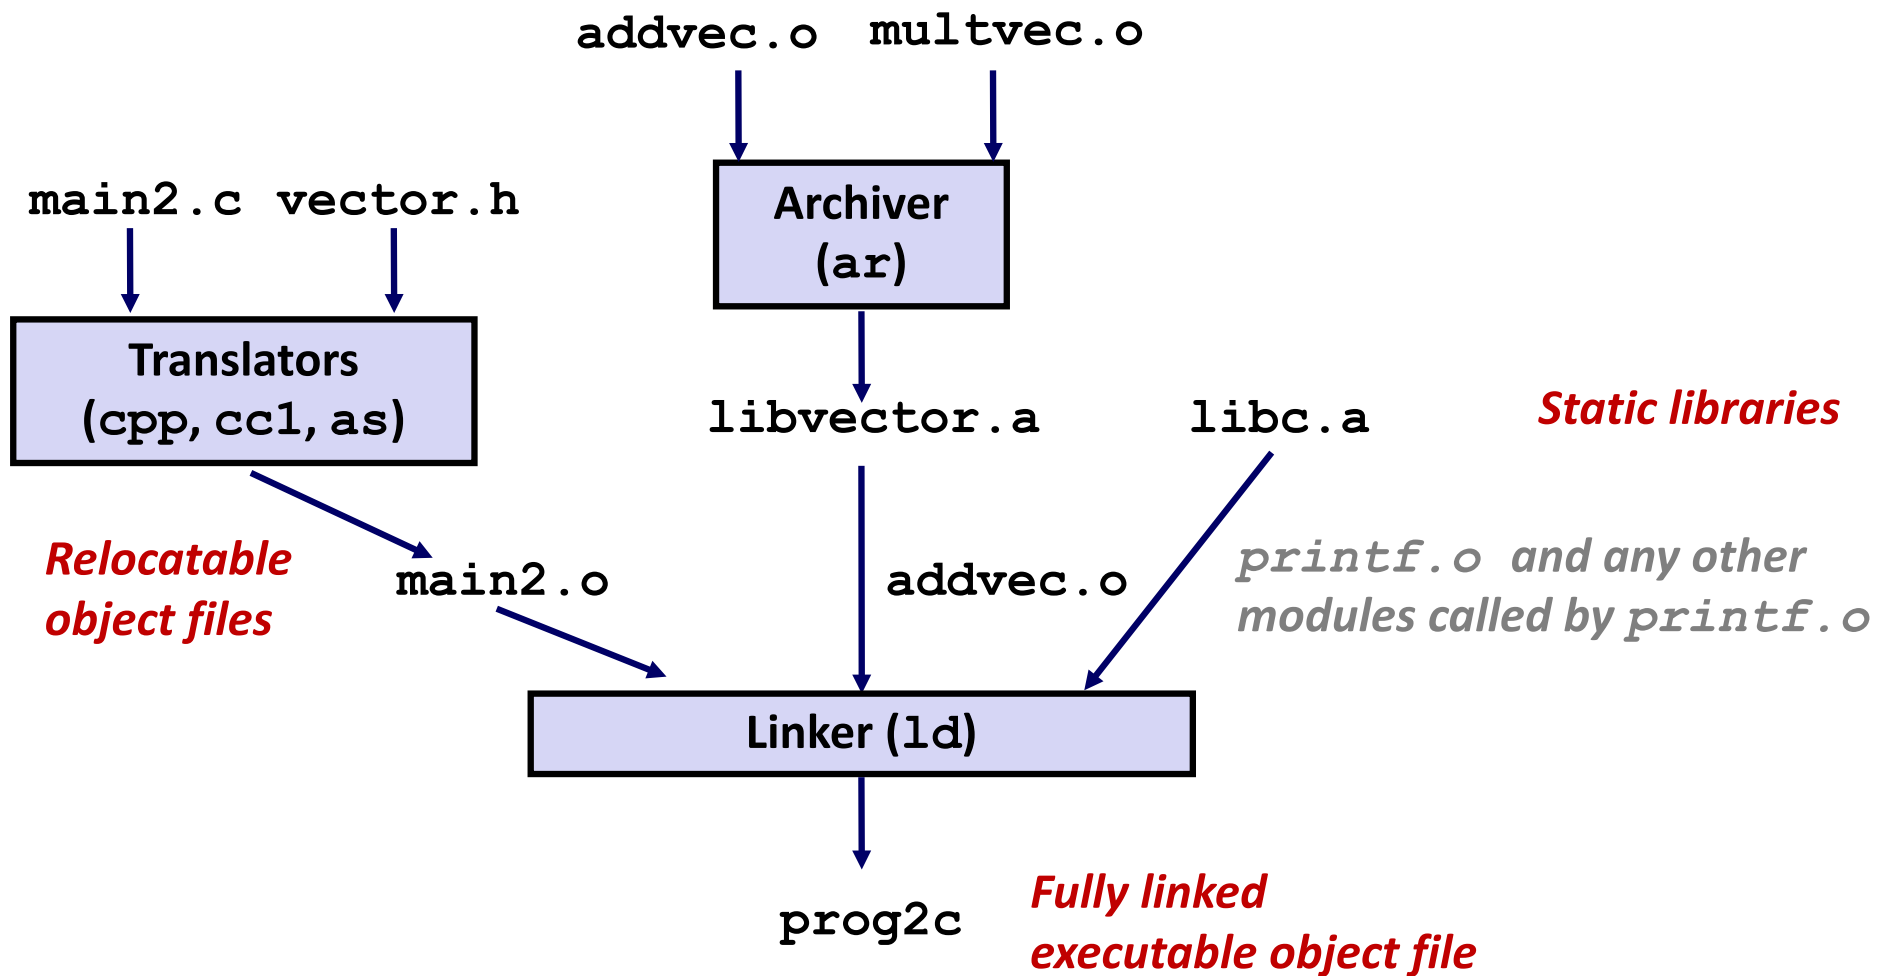 addvec.o multvec.o
main2.c vector.h
Archiver
(ar)
Translators
(cpp, cc1, as)
libvector.a
libc.a
Static libraries
Relocatable
object files
main2.o
addvec.o
printf.o and any other
modules called by printf.o
Linker (ld)
prog2c
Fully linked
executable object file